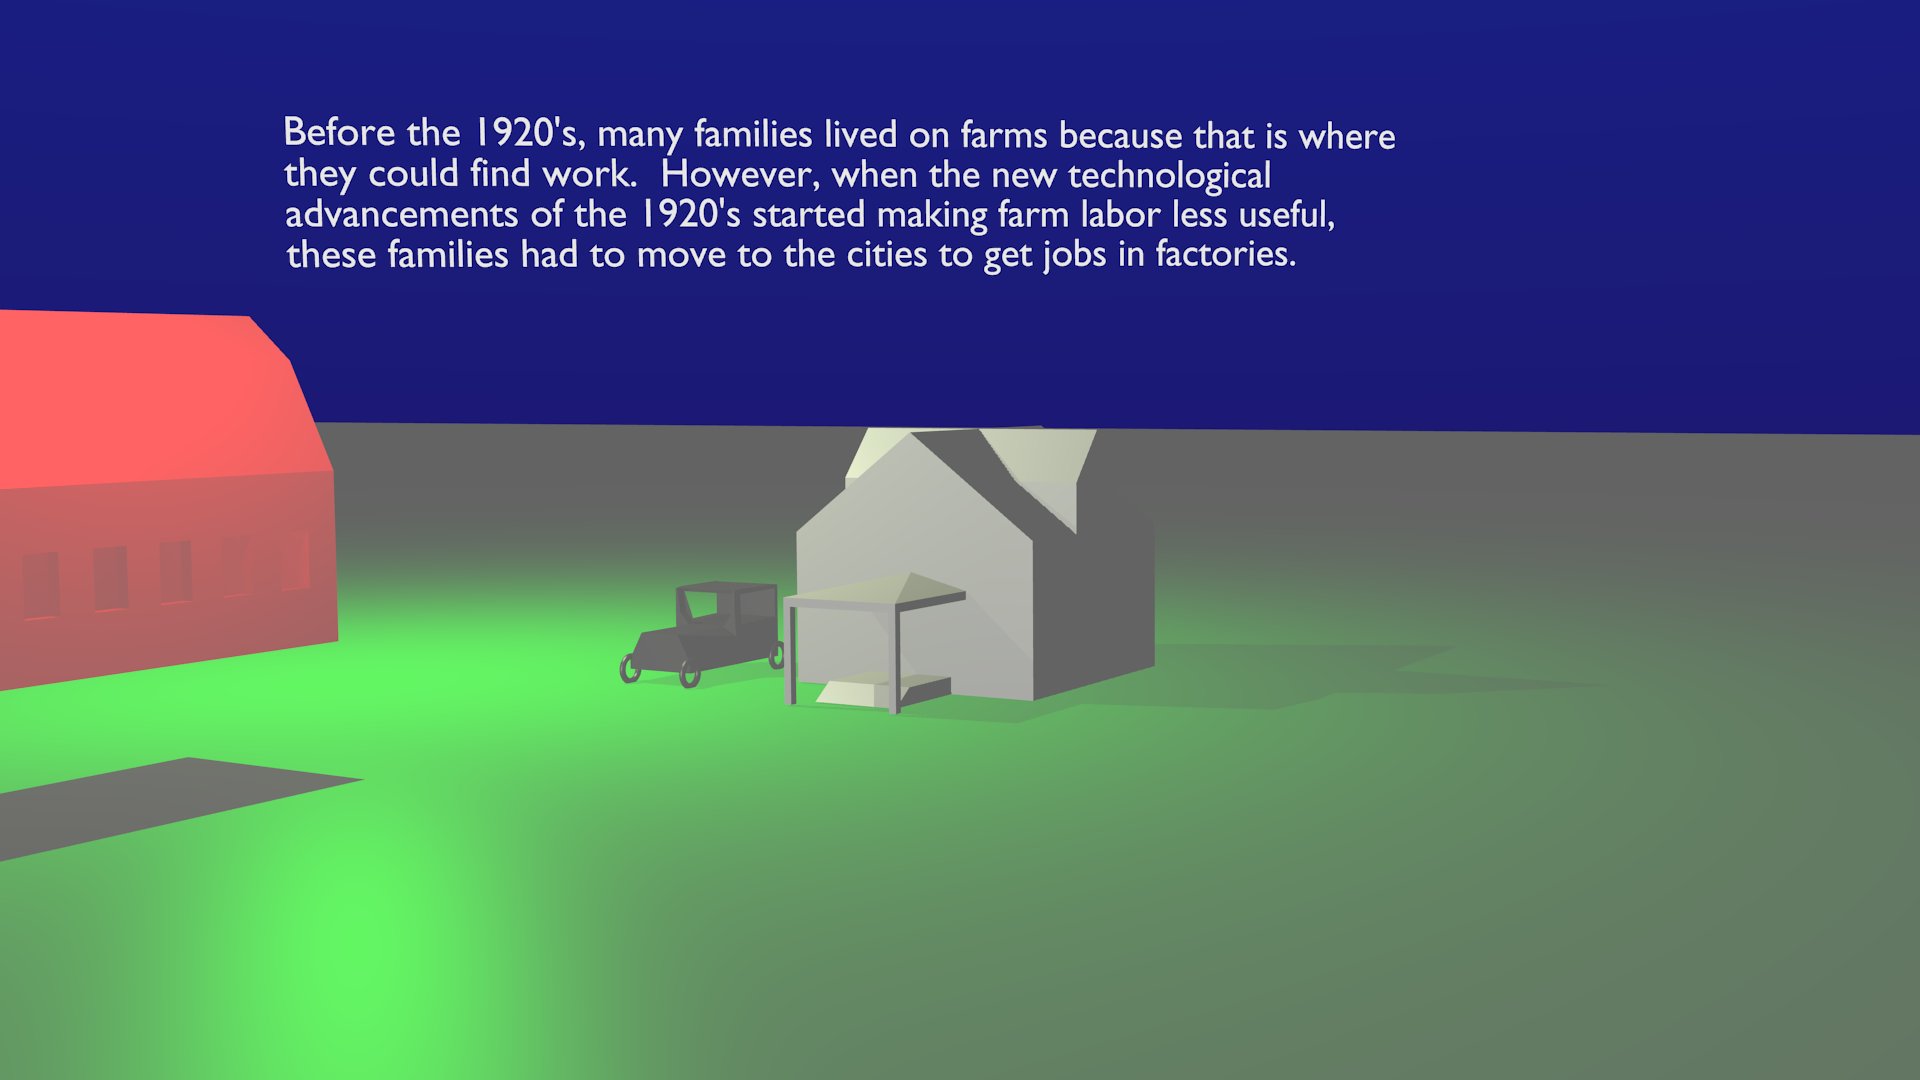 Before the 1920's, many families lived on farms because that is where
they could find work.  However, when the new technological
advancements of the 1920's started making farm labor less useful,
these families had to move to the cities to get jobs in factories.